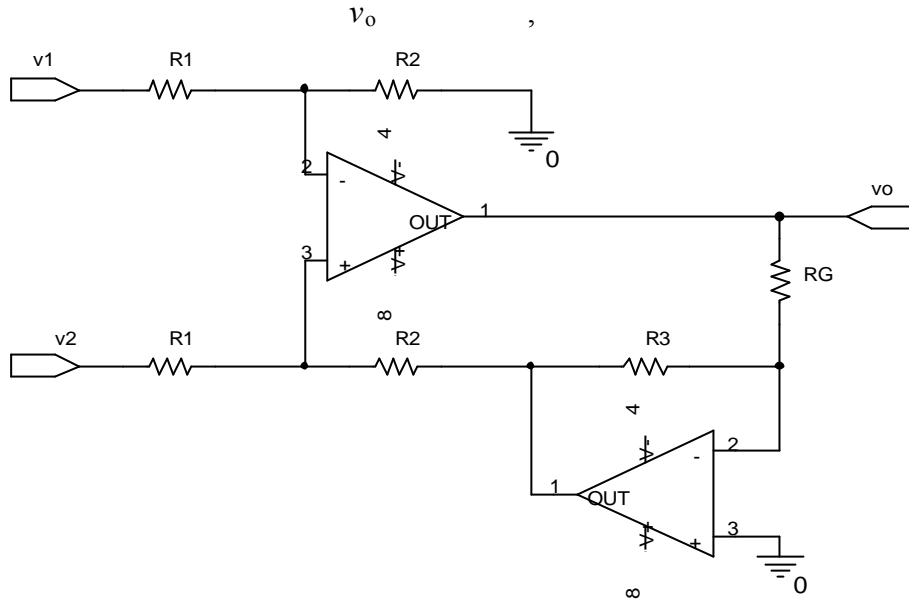 vo ,
v1 R1 R2
4
2 - V-
0
OUT 1 vo
3 + V+
RG
8
v2 R1 R2 R3
4
V- - 2
1 OUT
V+ + 3
0
8